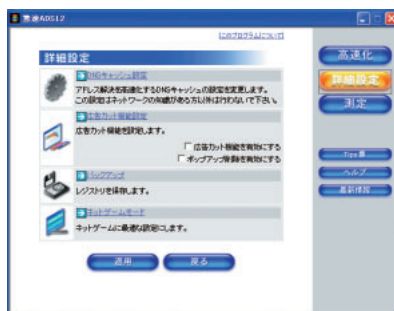 驚速ADSL2
[このプログラムについて]
詳細設定
DNSキャッシュ設定
アドレス解決を高速化するDNSキャッシュの設定を変更します。
この設定はネットワークの知識がある方以外は行わないで下さい。
広告カット機能設定
広告カット機能を設定します。
広告カット機能を有効にする
ポップアップ抑制を有効にする
バックアップ
レジストリを保存します。
ネットゲームモード
ネットゲームに最適な設定にします。
適用
戻る
高速化
詳細設定
測定
Tips集
ヘルプ
最新情報